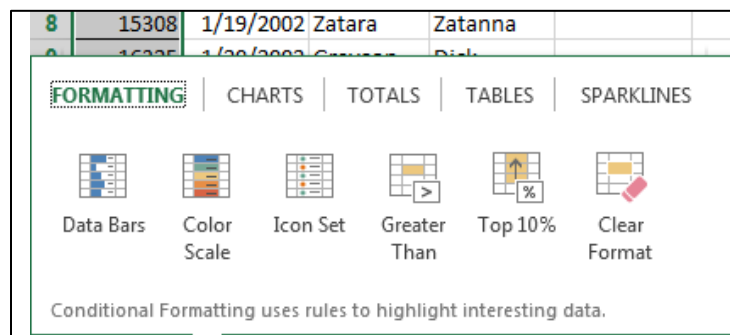 8 15308 1/19/2002 Zatara Zatanna
FORMATTING CHARTS TOTALS TABLES SPARKLINES
Data Bars Color Scale Icon Set Greater Than Top 10% Clear Format
Conditional Formatting uses rules to highlight interesting data.